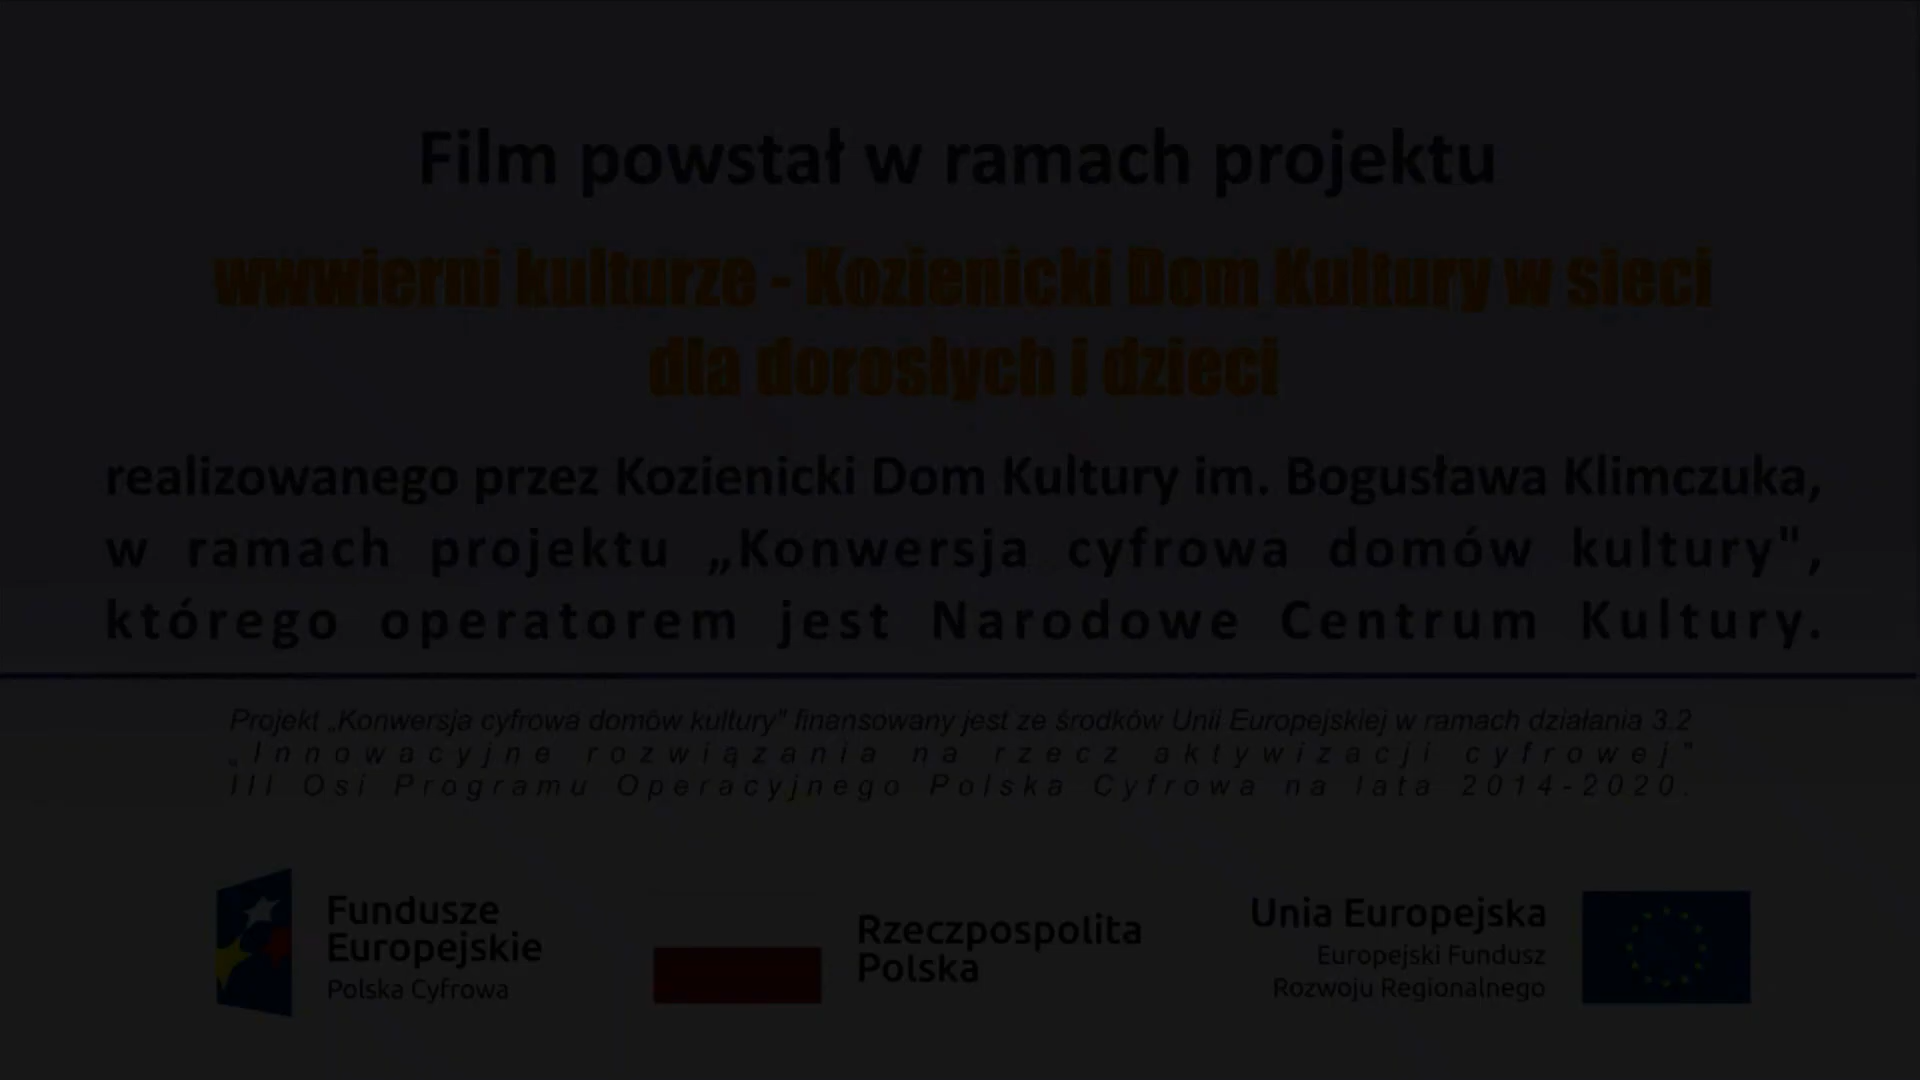 Film powstał w ramach projektu
wwwierni kulturze - Kozienicki Dom Kultury w sieci
dla dorosłych i dzieci
realizowanego przez Kozienicki Dom Kultury im. Bogusława Klimczuka,
w ramach projektu „Konwersja cyfrowa domów kultury",
którego operatorem jest Narodowe Centrum Kultury.
Projekt „Konwersja cyfrowa domów kultury" finansowany jest ze środków Unii Europejskiej w ramach działania 3.2
„Innowacyjne rozwiązania na rzecz aktywizacji cyfrowej"
III Osi Programu Operacyjnego Polska Cyfrowa na lata 2014-2020.
Fundusze
Europejskie
Polska Cyfrowa
Rzeczpospolita
Polska
Unia Europejska
Europejski Fundusz
Rozwoju Regionalnego